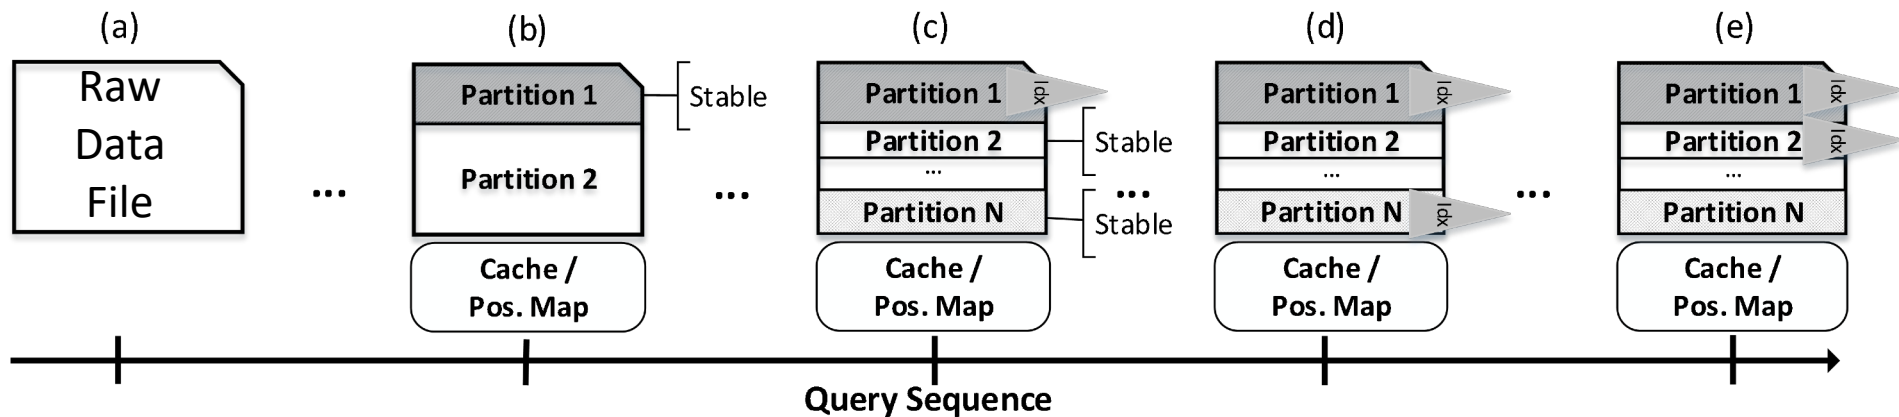 (a)
Raw
Data
File
...
(b)
Partition 1
Stable
Partition 2
Cache /
Pos. Map
...
(c)
Partition 1
Idx
Partition 2
Stable
...
Partition N
Stable
Cache /
Pos. Map
...
(d)
Partition 1
Idx
Partition 2
...
Partition N
Idx
Cache /
Pos. Map
...
(e)
Partition 1
Idx
Partition 2
Idx
...
Partition N
Cache /
Pos. Map
Query Sequence